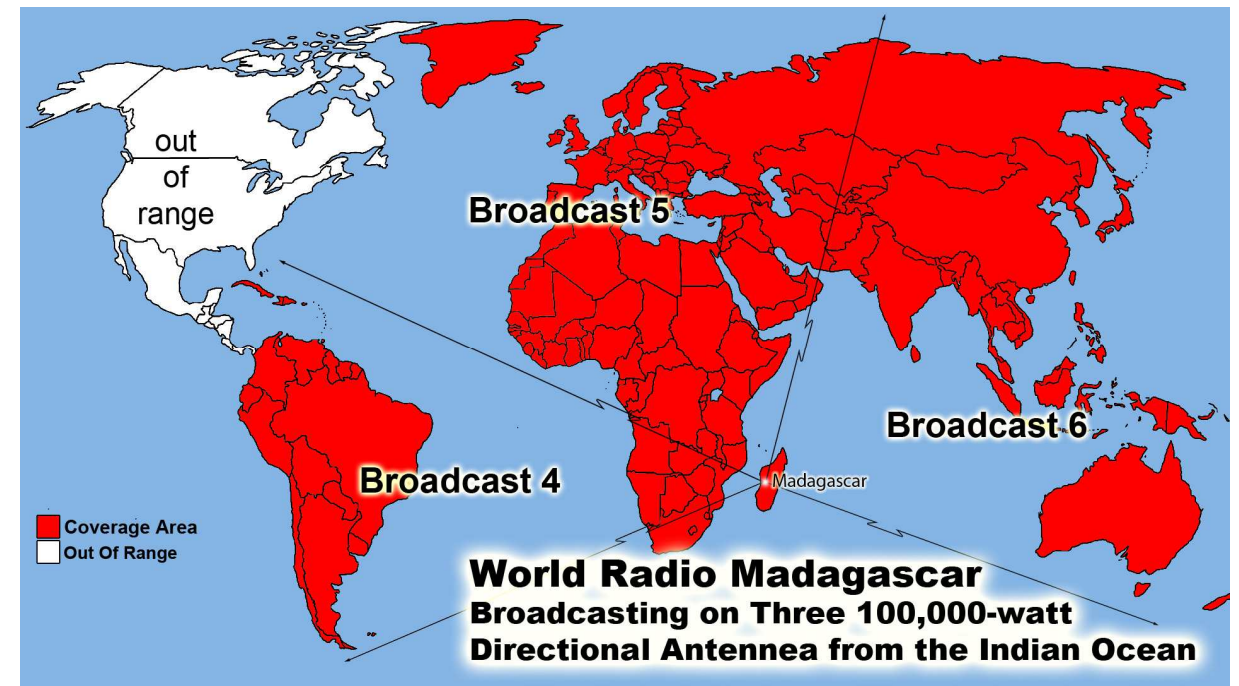 out
of
range
Broadcast 5
Broadcast 6
Broadcast 4
Madagascar
Coverage Area
Out Of Range
World Radio Madagascar
Broadcasting on Three 100,000-watt
Directional Antennea from the Indian Ocean